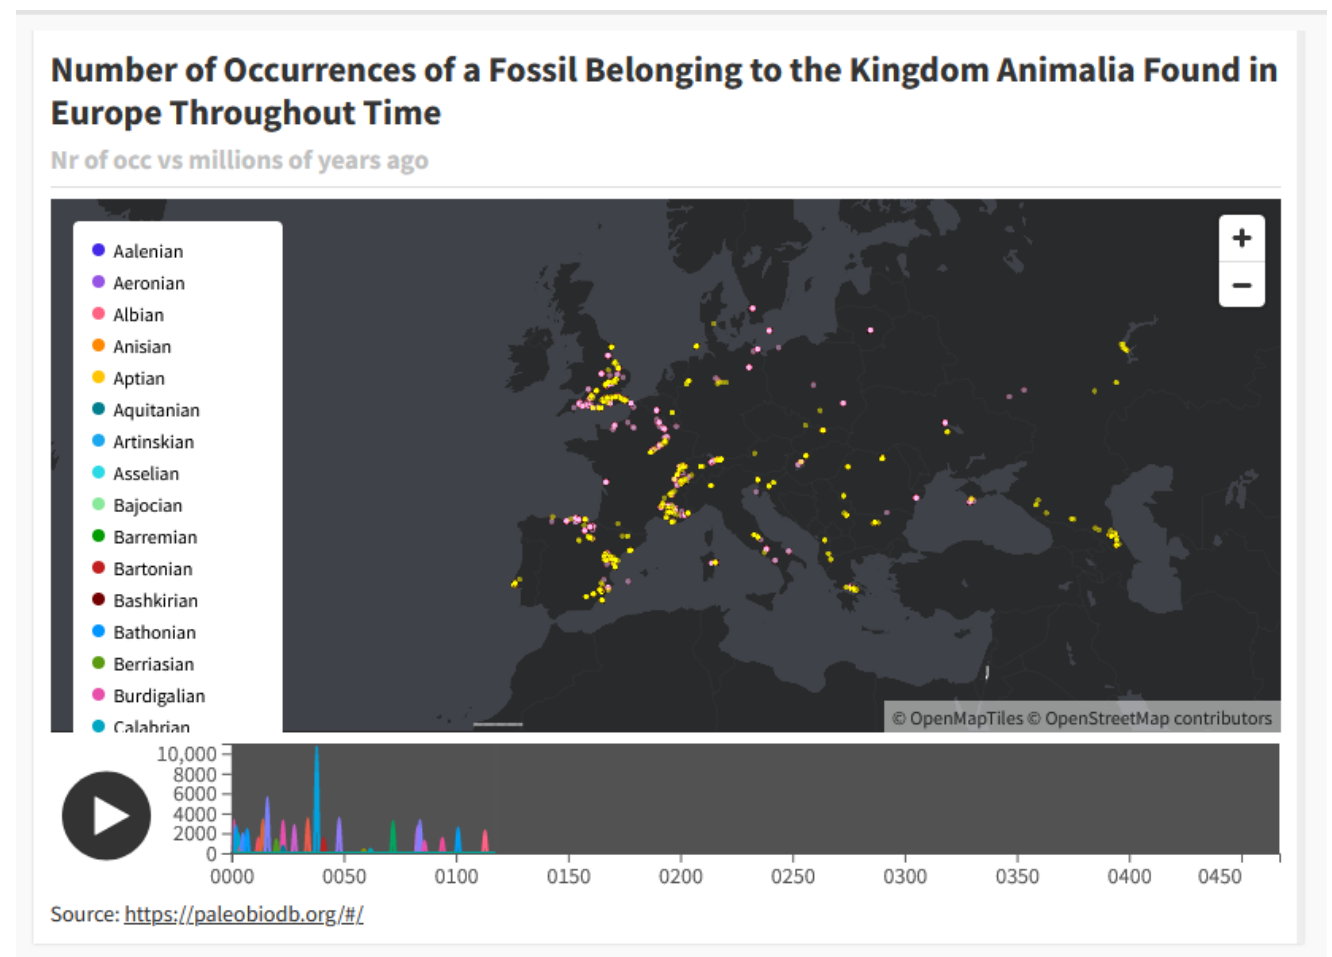 Number of Occurrences of a Fossil Belonging to the Kingdom Animalia Found in
Europe Throughout Time
Nr of occ vs millions of years ago
Aalenian
Aeronian
Albian
Anisian
Aptian
Aquitanian
Artinskian
Asselian
Bajocian
Barremian
Bartonian
Bashkirian
Bathonian
Berriasian
Burdigalian
Calabrian
+
−
© OpenMapTiles © OpenStreetMap contributors
10,000
8000
6000
4000
2000
0
0000 0050 0100 0150 0200 0250 0300 0350 0400 0450
Source: https://paleobiodb.org/#/